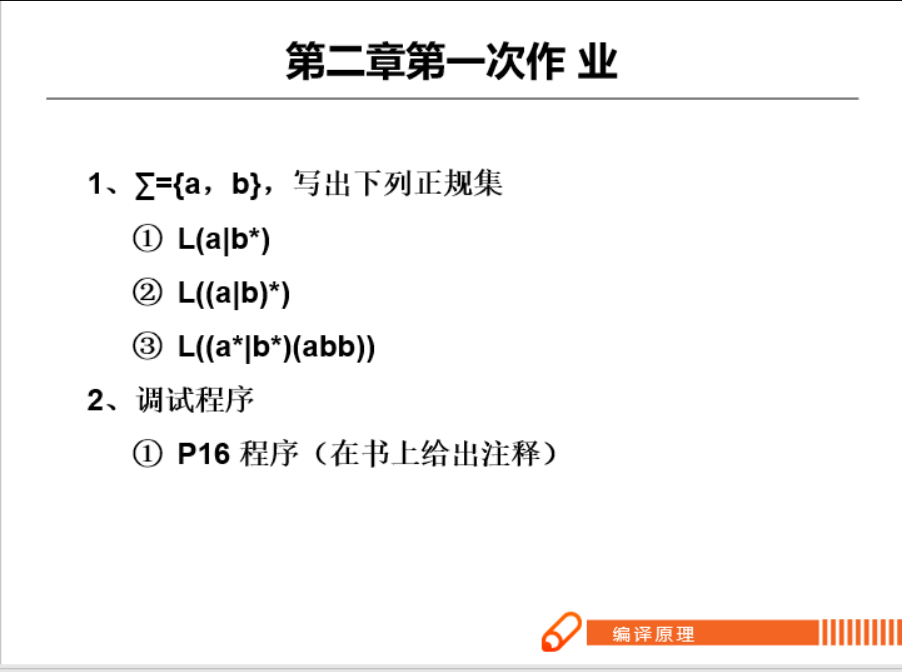 第二章第一次作 业
1、∑={a，b}，写出下列正规集
① L(a|b*)
② L((a|b)*)
③ L((a*|b*)(abb))
2、调试程序
① P16 程序（在书上给出注释）
编译原理